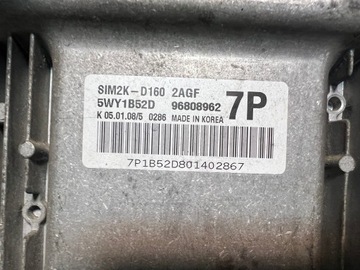 SIM2K-D160 2AGF
5WY1B52D 96808962 7P
K 05.01.08/5 0286 MADE IN KOREA
7P1B52D801402867